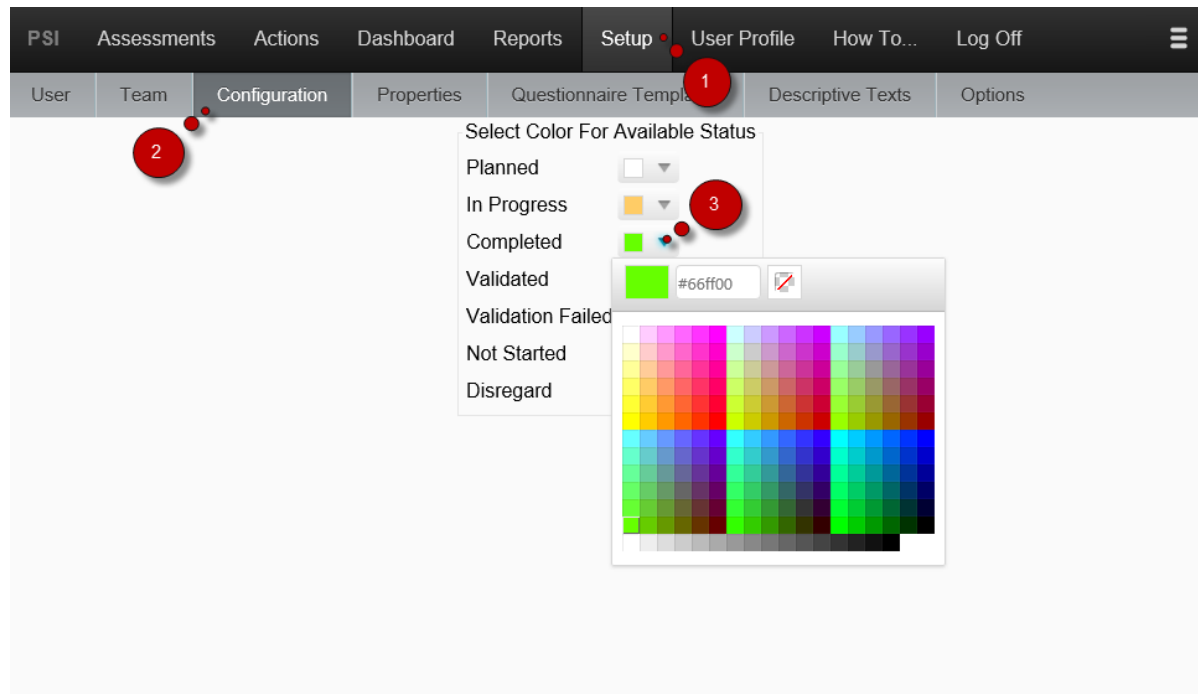 PSI Assessments Actions Dashboard Reports Setup User Profile How To... Log Off
1
User Team Configuration Properties Questionnaire Templa Descriptive Texts Options
2
Select Color For Available Status
Planned
In Progress
3
Completed
Validated
#66ff00
Validation Failed
Not Started
Disregard